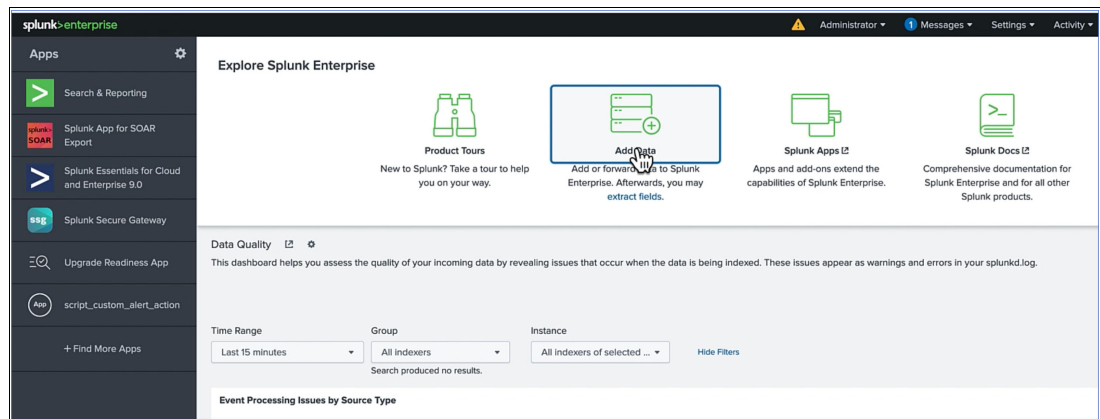 splunk>enterprise
Administrator
1 Messages
Settings
Activity
Apps
Search & Reporting
splunk>
SOAR
Splunk App for SOAR
Export
Splunk Essentials for Cloud
and Enterprise 9.0
ssg
Splunk Secure Gateway
Upgrade Readiness App
App
script_custom_alert_action
+ Find More Apps
Explore Splunk Enterprise
Product Tours
New to Splunk? Take a tour to help
you on your way.
Add Data
Add or forward data to Splunk
Enterprise. Afterwards, you may
extract fields.
Splunk Apps
Apps and add-ons extend the
capabilities of Splunk Enterprise.
Splunk Docs
Comprehensive documentation for
Splunk Enterprise and for all other
Splunk products.
Data Quality
This dashboard helps you assess the quality of your incoming data by revealing issues that occur when the data is being indexed. These issues appear as warnings and errors in your splunkd.log.
Time Range
Last 15 minutes
Group
All indexers
Search produced no results.
Instance
All indexers of selected ...
Hide Filters
Event Processing Issues by Source Type